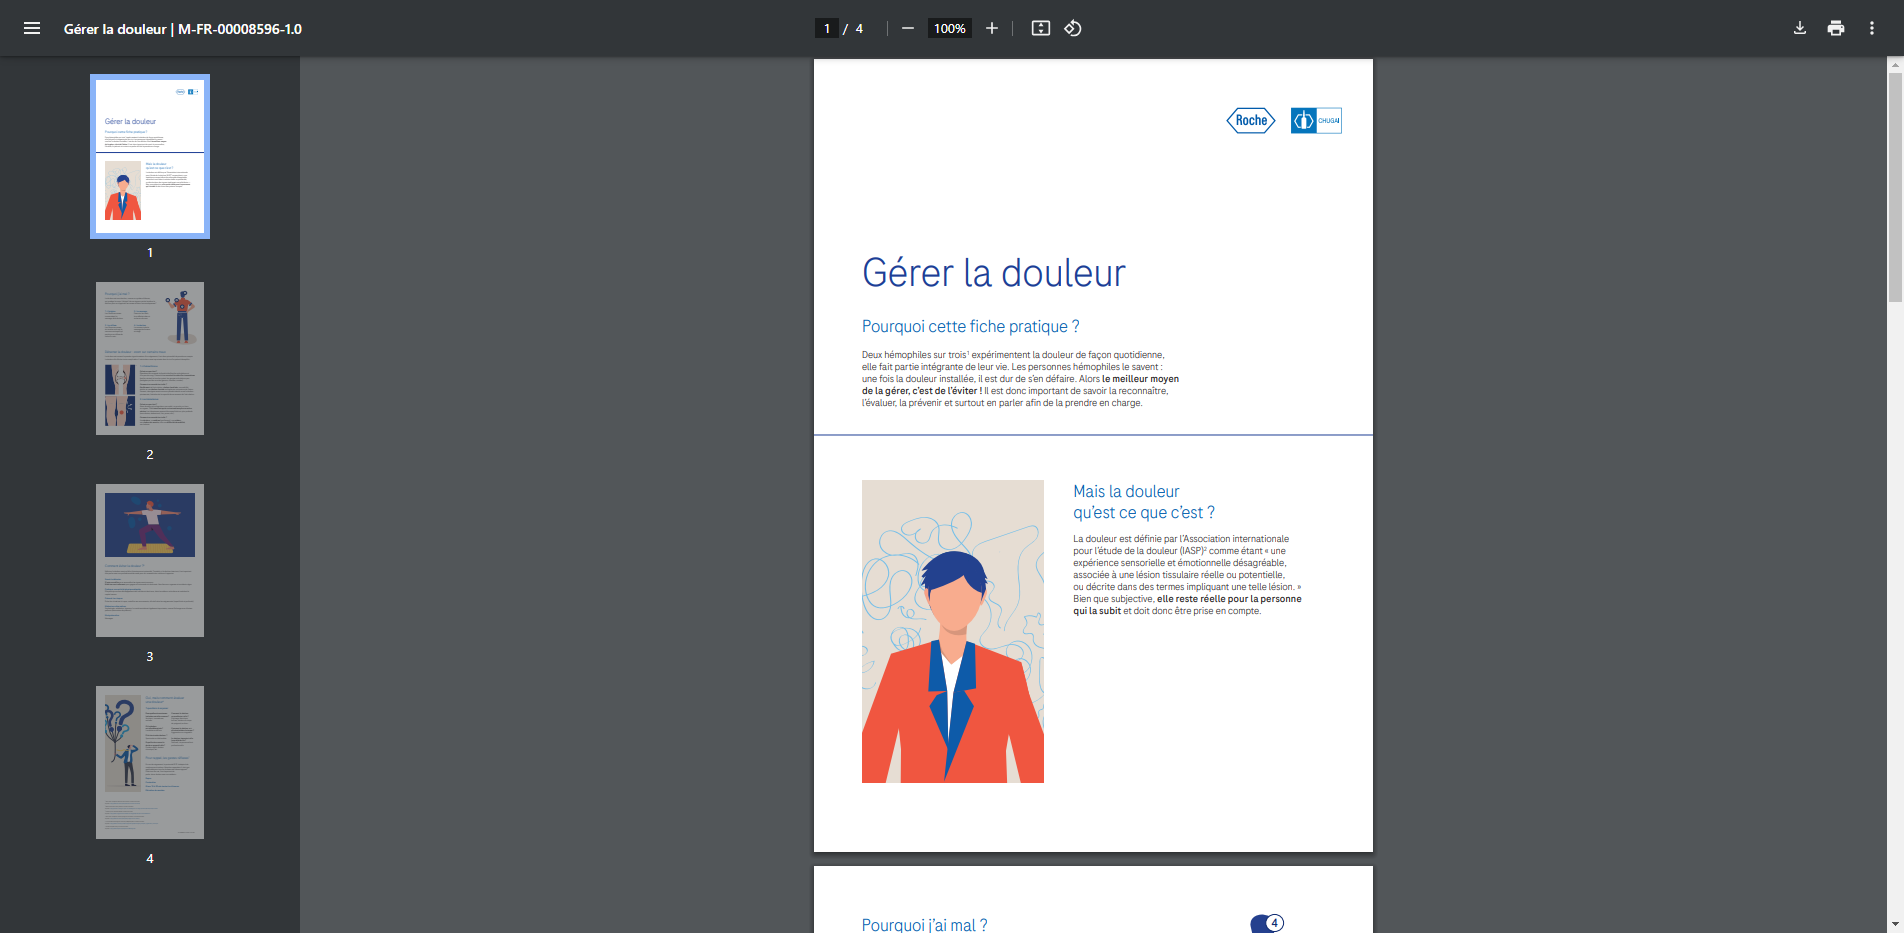 Gérer la douleur | M-FR-00008596-1.0
1 / 4
100%
1
2
3
4
Roche
CHUGAI
Gérer la douleur
Pourquoi cette fiche pratique ?
Deux hémophiles sur trois¹ expérimentent la douleur de façon quotidienne,
elle fait partie intégrante de leur vie. Les personnes hémophiles le savent :
une fois la douleur installée, il est dur de s'en défaire. Alors le meilleur moyen
de la gérer, c'est de l'éviter ! Il est donc important de savoir la reconnaître,
l'évaluer, la prévenir et surtout en parler afin de la prendre en charge.
Mais la douleur
qu'est ce que c'est ?
La douleur est définie par l'Association internationale
pour l'étude de la douleur (IASP)² comme étant « une
expérience sensorielle et émotionnelle désagréable,
associée à une lésion tissulaire réelle ou potentielle,
ou décrite dans des termes impliquant une telle lésion. »
Bien que subjective, elle reste réelle pour la personne
qui la subit et doit donc être prise en compte.
Pourquoi j'ai mal ?
4